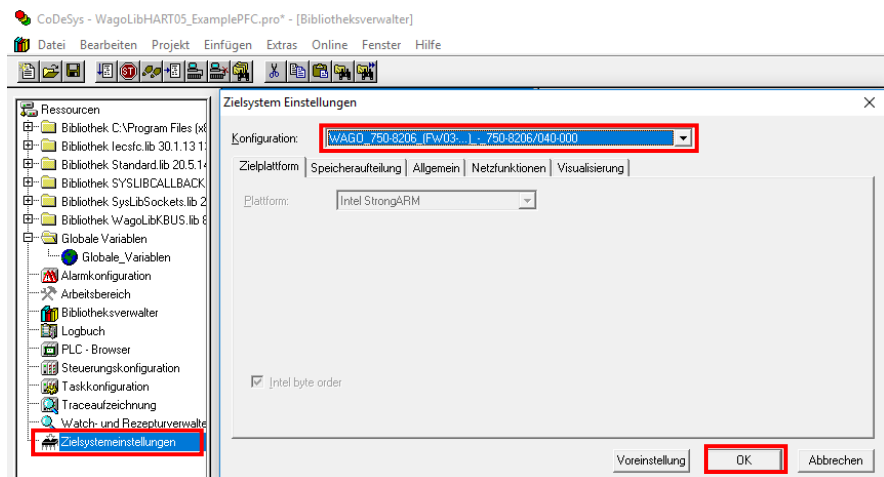 CoDeSys - WagoLibHART05_ExamplePFC.pro* - [Bibliotheksverwalter]
Datei Bearbeiten Projekt Einfügen Extras Online Fenster Hilfe
Ressourcen
Bibliothek C:\Program Files (x8
Bibliothek Iecsfc.lib 30.1.13 1
Bibliothek Standard.lib 20.5.14
Bibliothek SYSLIBCALLBACK
Bibliothek SysLibSockets.lib 2
Bibliothek WagoLibKBUS.lib 8
Globale Variablen
Globale_Variablen
Alarmkonfiguration
Arbeitsbereich
Bibliotheksverwalter
Logbuch
PLC - Browser
Steuerungskonfiguration
Taskkonfiguration
Traceaufzeichnung
Watch- und Rezepturverwalte
Zielsystemeinstellungen
Zielsystem Einstellungen
Konfiguration: WAGO_750-8206_(FW03-...)_-_750-8206/040-000
Zielplattform Speicheraufteilung Allgemein Netzfunktionen Visualisierung
Plattform: Intel StrongARM
Intel byte order
Voreinstellung OK Abbrechen